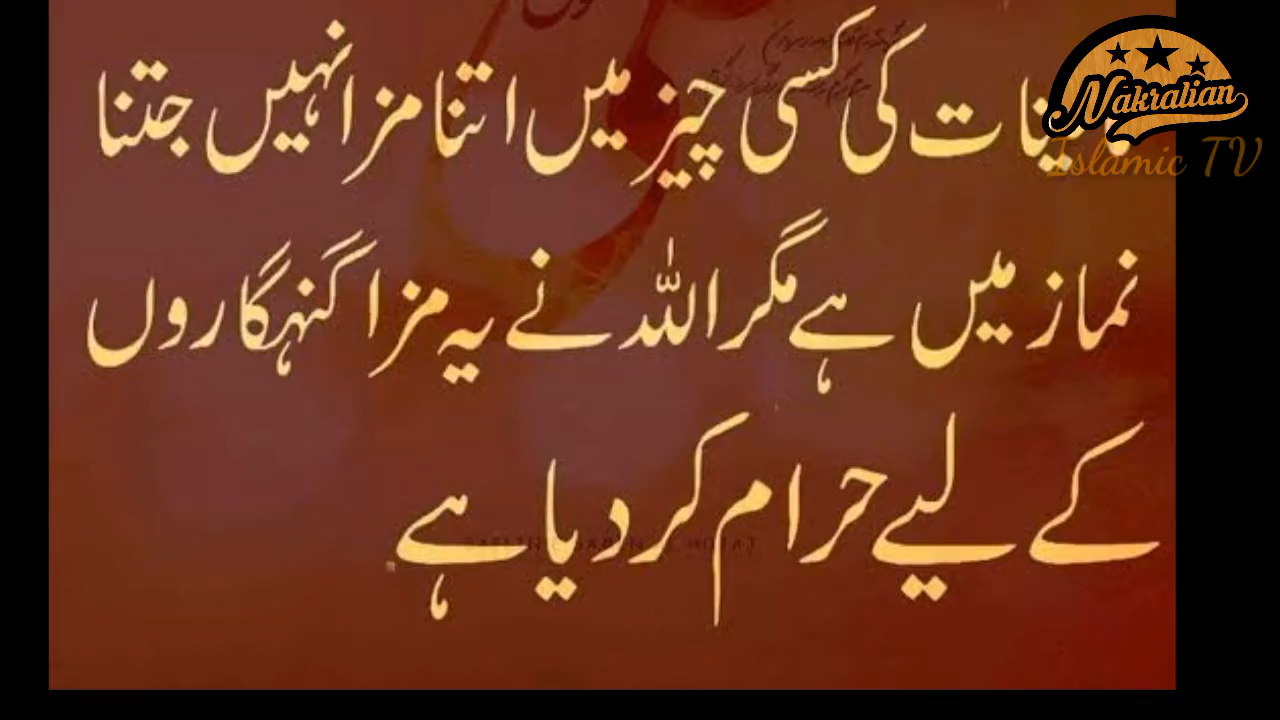 کی کسی چیز میں اتنا مزا نہیں جتنا
نماز میں ہے مگر اللہ نے یہ مزا گنہگاروں
کے لیے حرام کر دیا ہے
Nakralian
Islamic TV